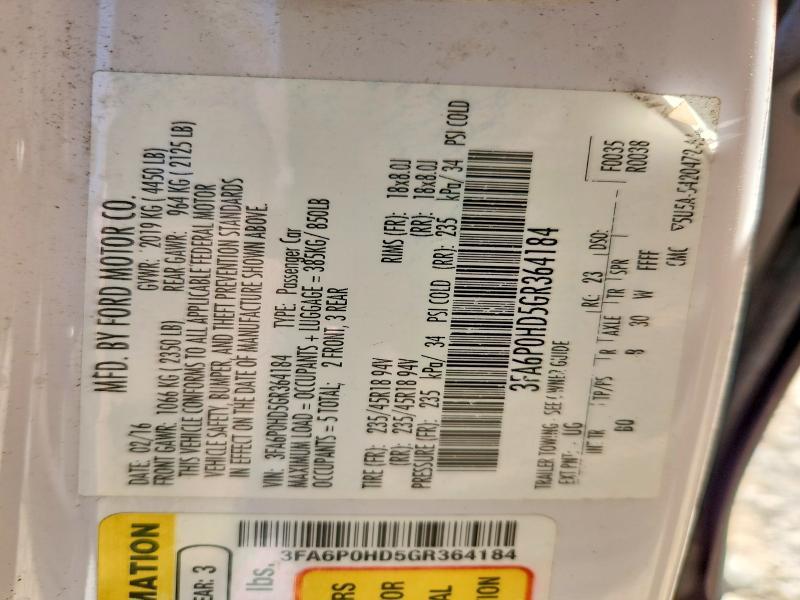 MFD. BY FORD MOTOR CO.
DATE: 02/16 GVWR: 2019 KG ( 4450 LB)
FRONT GAWR: 1066 KG ( 2350 LB) REAR GAWR: 964 KG ( 2125 LB)
THIS VEHICLE CONFORMS TO ALL APPLICABLE FEDERAL MOTOR
VEHICLE SAFETY, BUMPER, AND THEFT PREVENTION STANDARDS
IN EFFECT ON THE DATE OF MANUFACTURE SHOWN ABOVE.
VIN: 3FA6P0HD5GR364184 TYPE: Passenger Car
MAXIMUM LOAD = OCCUPANTS + LUGGAGE = 385KG/ 850LB
OCCUPANTS = 5 TOTAL; 2 FRONT, 3 REAR
TIRE (FR): 235/45R18 94V RIMS (FR): 18x8.0J
(RR): 235/45R18 94V (RR): 18x8.0J
PRESSURE (FR): 235 kPa/ 34 PSI COLD (RR): 235 kPa/ 34 PSI COLD
3FA6P0HD5GR364184
TRAILER TOWING - SEE OWNER GUIDE
EXT PNT: UG RC: 23 DSO: F0035
R0038
INT TR TP/PS R AXLE TR SPR
BO 8 30 W FFFF
CNC
MATION
EAR: 3
lbs.
3FA6P0HD5GR364184
RS
OR
AL
ION